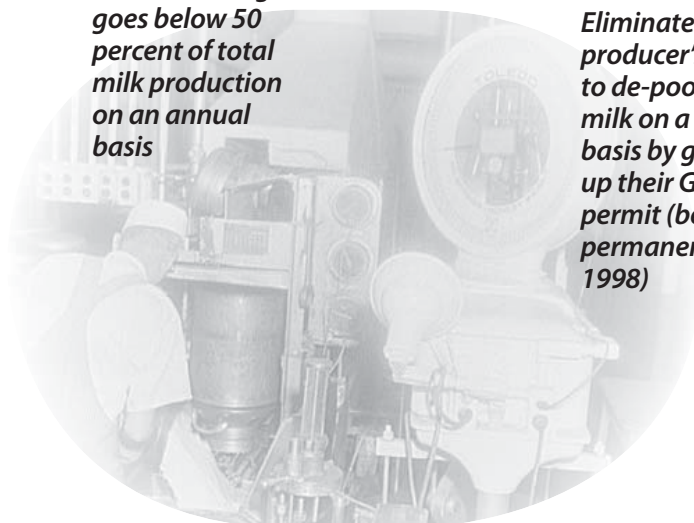 goes below 50
percent of total
milk production
on an annual
basis
Eliminate
producer'
to de-poo
milk on a
basis by g
up their G
permit (be
permanen
1998)
TOLEDO